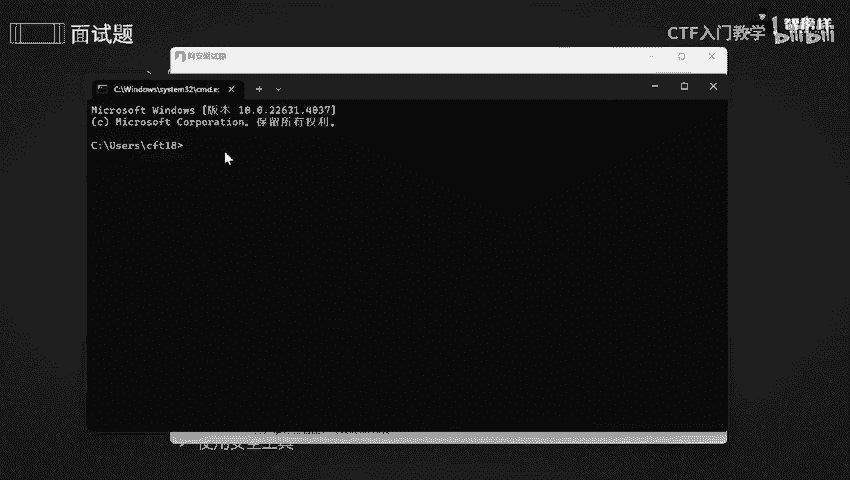 面试题
CTF入门教学
bilibili
C:\Windows\system32\cmd.e:
Microsoft Windows [版本 10.0.22631.4037]
(c) Microsoft Corporation。保留所有权利。
C:\Users\cft18>
使用安全工具